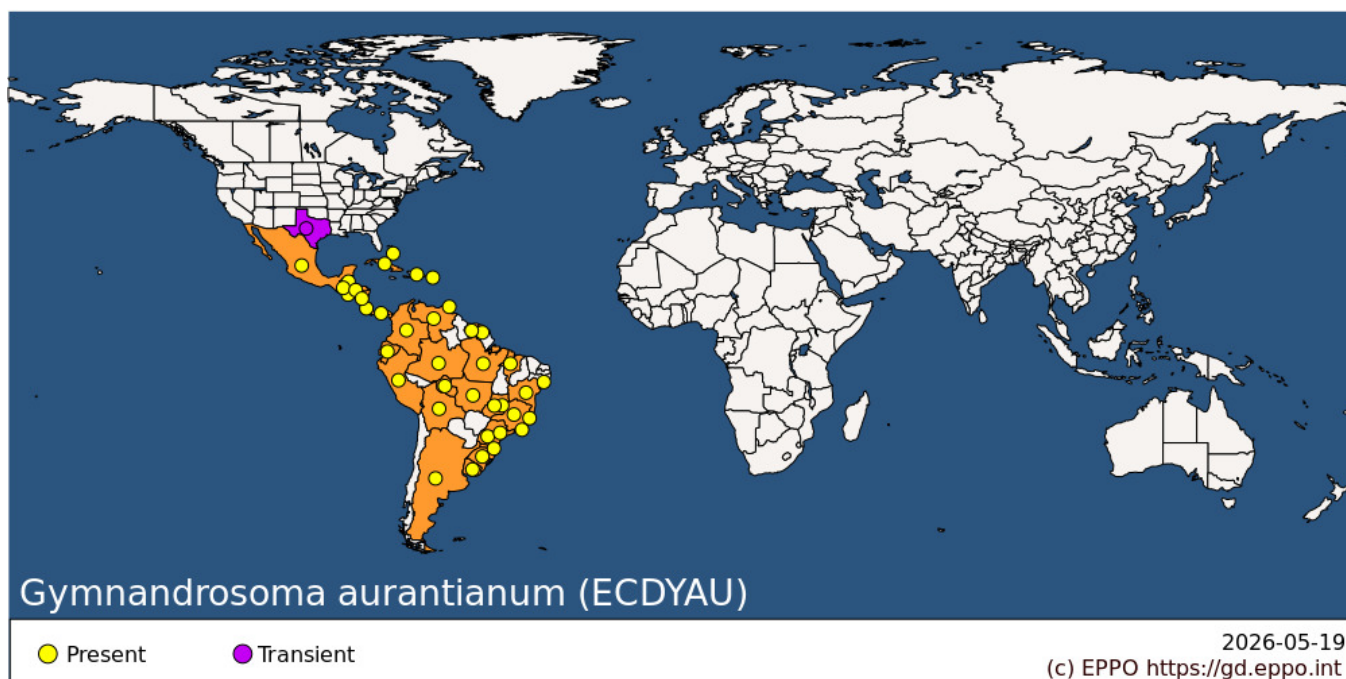 Gymnandrosoma aurantianum (ECDYAU)
Present
Transient
2026-05-19
(c) EPPO https://gd.eppo.int